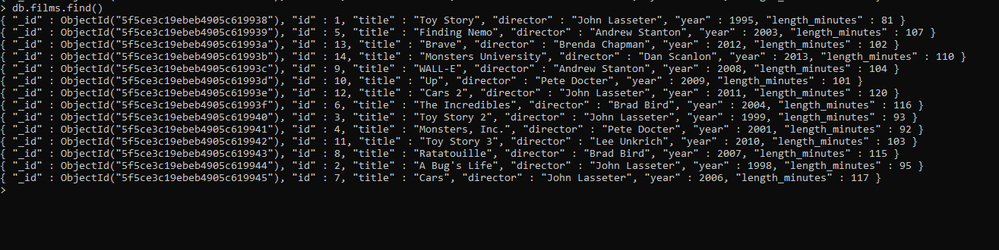 > db.films.find()
{ "_id" : ObjectId("5f5ce3c19ebeb4905c619938"), "id" : 1, "title" : "Toy Story", "director" : "John Lasseter", "year" : 1995, "length_minutes" : 81 }
{ "_id" : ObjectId("5f5ce3c19ebeb4905c619939"), "id" : 5, "title" : "Finding Nemo", "director" : "Andrew Stanton", "year" : 2003, "length_minutes" : 107 }
{ "_id" : ObjectId("5f5ce3c19ebeb4905c61993a"), "id" : 13, "title" : "Brave", "director" : "Brenda Chapman", "year" : 2012, "length_minutes" : 102 }
{ "_id" : ObjectId("5f5ce3c19ebeb4905c61993b"), "id" : 14, "title" : "Monsters University", "director" : "Dan Scanlon", "year" : 2013, "length_minutes" : 110 }
{ "_id" : ObjectId("5f5ce3c19ebeb4905c61993c"), "id" : 9, "title" : "WALL-E", "director" : "Andrew Stanton", "year" : 2008, "length_minutes" : 104 }
{ "_id" : ObjectId("5f5ce3c19ebeb4905c61993d"), "id" : 10, "title" : "Up", "director" : "Pete Docter", "year" : 2009, "length_minutes" : 101 }
{ "_id" : ObjectId("5f5ce3c19ebeb4905c61993e"), "id" : 12, "title" : "Cars 2", "director" : "John Lasseter", "year" : 2011, "length_minutes" : 120 }
{ "_id" : ObjectId("5f5ce3c19ebeb4905c61993f"), "id" : 6, "title" : "The Incredibles", "director" : "Brad Bird", "year" : 2004, "length_minutes" : 116 }
{ "_id" : ObjectId("5f5ce3c19ebeb4905c619940"), "id" : 3, "title" : "Toy Story 2", "director" : "John Lasseter", "year" : 1999, "length_minutes" : 93 }
{ "_id" : ObjectId("5f5ce3c19ebeb4905c619941"), "id" : 4, "title" : "Monsters, Inc.", "director" : "Pete Docter", "year" : 2001, "length_minutes" : 92 }
{ "_id" : ObjectId("5f5ce3c19ebeb4905c619942"), "id" : 11, "title" : "Toy Story 3", "director" : "Lee Unkrich", "year" : 2010, "length_minutes" : 103 }
{ "_id" : ObjectId("5f5ce3c19ebeb4905c619943"), "id" : 8, "title" : "Ratatouille", "director" : "Brad Bird", "year" : 2007, "length_minutes" : 115 }
{ "_id" : ObjectId("5f5ce3c19ebeb4905c619944"), "id" : 2, "title" : "A Bug's Life", "director" : "John Lasseter", "year" : 1998, "length_minutes" : 95 }
{ "_id" : ObjectId("5f5ce3c19ebeb4905c619945"), "id" : 7, "title" : "Cars", "director" : "John Lasseter", "year" : 2006, "length_minutes" : 117 }
>